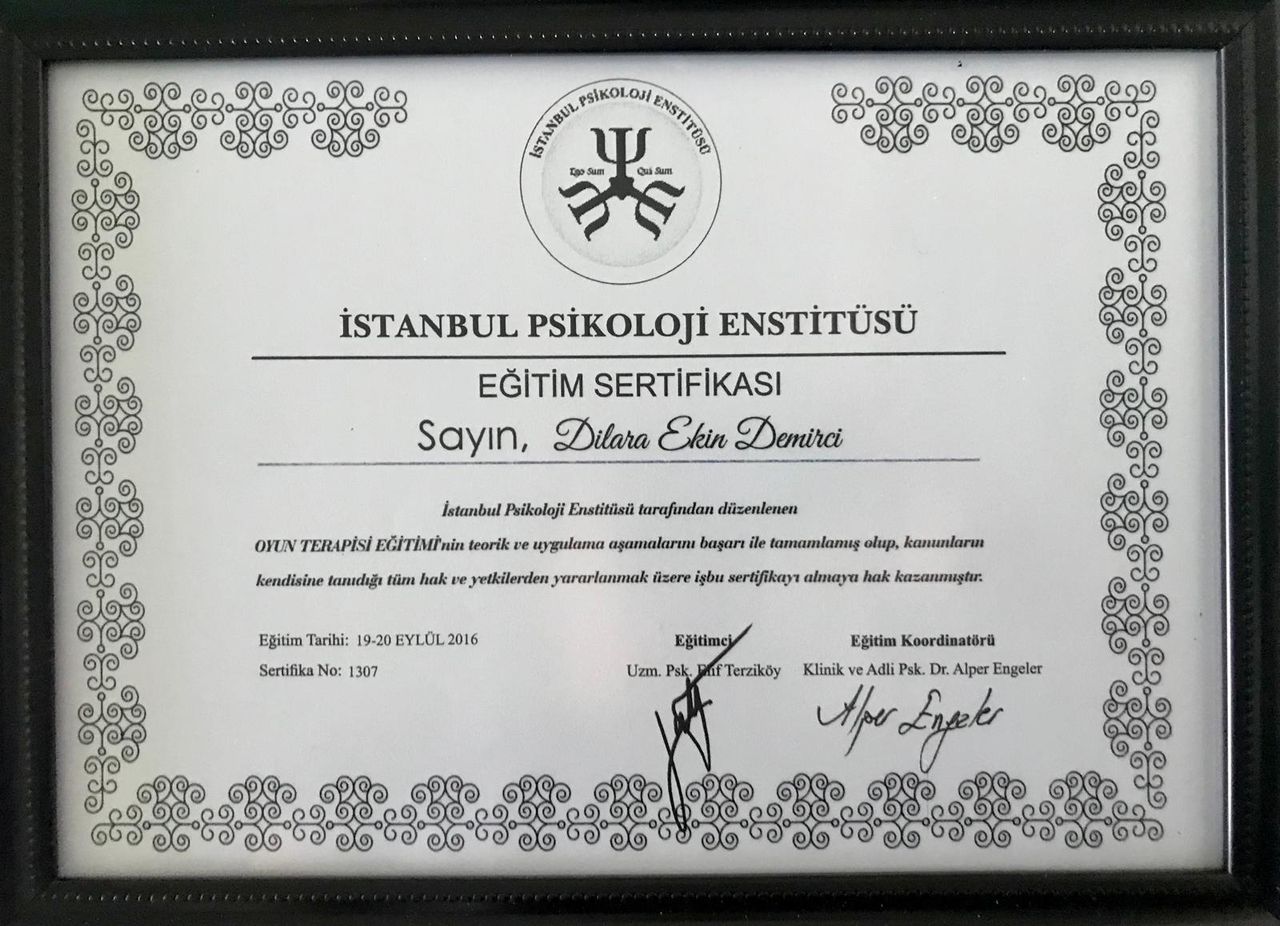 İSTANBUL PSİKOLOJİ ENSTİTÜSÜ
Ego Sum Qui Sum
İSTANBUL PSİKOLOJİ ENSTİTÜSÜ
EĞİTİM SERTİFİKASI
Sayın, Dilara Ekin Demirci
İstanbul Psikoloji Enstitüsü tarafından düzenlenen
OYUN TERAPİSİ EĞİTİMİ'nin teorik ve uygulama aşamalarını başarı ile tamamlamış olup, kanunların
kendisine tanıdığı tüm hak ve yetkilerden yararlanmak üzere işbu sertifikayı almaya hak kazanmıştır.
Eğitim Tarihi: 19-20 EYLÜL 2016
Sertifika No: 1307
Eğitimci
Uzm. Psk. Elif Terziköy
Eğitim Koordinatörü
Klinik ve Adli Psk. Dr. Alper Engeler
Alper Engeler